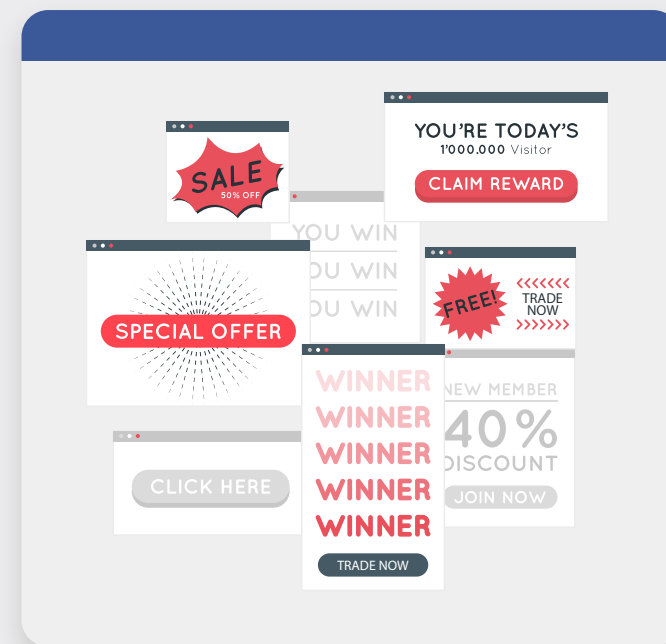 YOU'RE TODAY'S
1'000.000 Visitor
CLAIM REWARD
SALE
50% OFF
YOU WIN
OU WIN
OU WIN
SPECIAL OFFER
FREE!
TRADE
NOW
WINNER
WINNER
WINNER
WINNER
WINNER
TRADE NOW
NEW MEMBER
40%
DISCOUNT
JOIN NOW
CLICK HERE